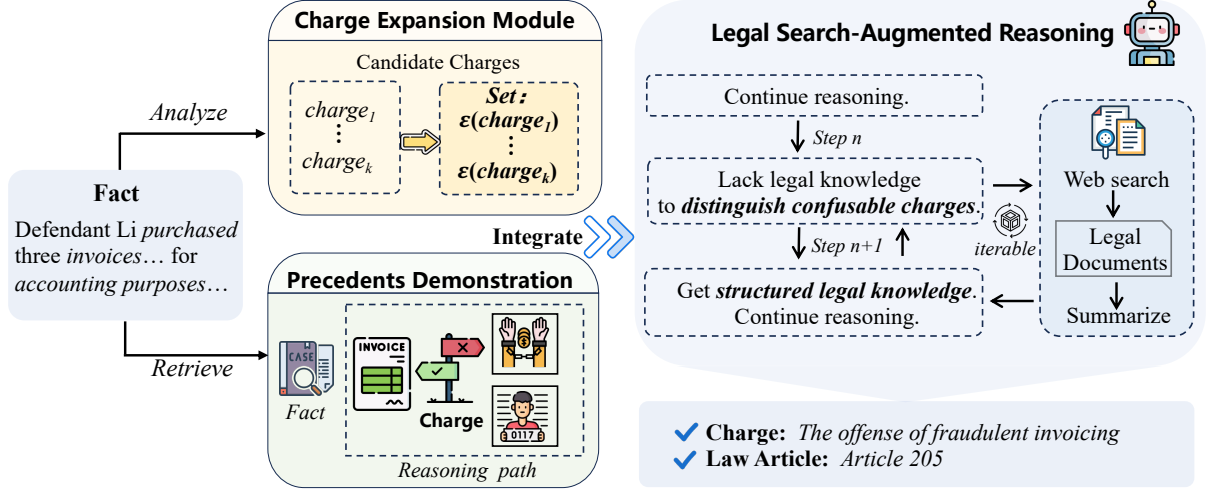 Fact
Defendant Li purchased
three invoices… for
accounting purposes…
Analyze
Retrieve
Charge Expansion Module
Candidate Charges
charge1
⋮
chargek
Set:
ε(charge1)
⋮
ε(chargek)
Precedents Demonstration
CASE
Fact
INVOICE
Charge
0117
Reasoning path
Integrate
Legal Search-Augmented Reasoning
Continue reasoning.
Step n
Lack legal knowledge
to distinguish confusable charges.
Step n+1
Get structured legal knowledge.
Continue reasoning.
iterable
Web search
Legal
Documents
Summarize
Charge: The offense of fraudulent invoicing
Law Article: Article 205